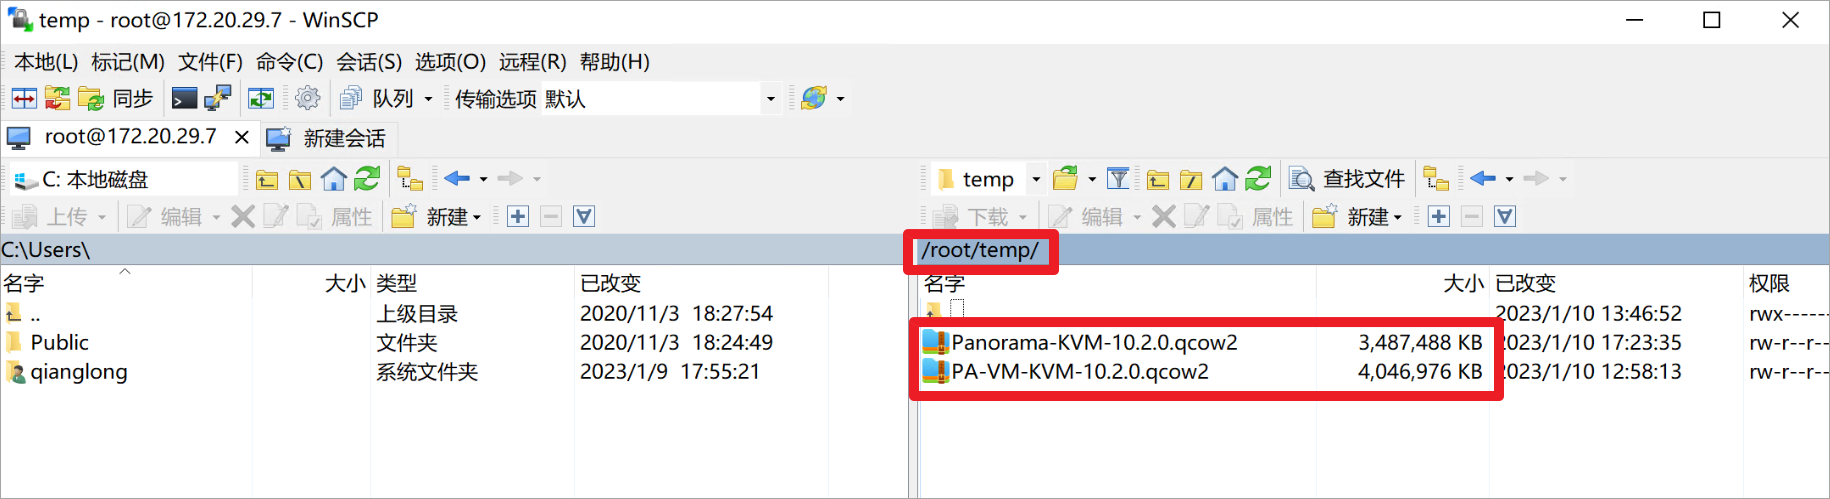 temp - root@172.20.29.7 - WinSCP
本地(L) 标记(M) 文件(F) 命令(C) 会话(S) 选项(O) 远程(R) 帮助(H)
同步 队列 传输选项 默认
root@172.20.29.7 新建会话
C: 本地磁盘 temp 查找文件
上传 编辑 属性 新建 下载 编辑 属性 新建
C:\Users\ /root/temp/
名字 大小 类型 已改变 名字 大小 已改变 权限
.. 上级目录 2020/11/3 18:27:54 2023/1/10 13:46:52 rwx------
Public 文件夹 2020/11/3 18:24:49 Panorama-KVM-10.2.0.qcow2 3,487,488 KB 2023/1/10 17:23:35 rw-r--r--
qianglong 系统文件夹 2023/1/9 17:55:21 PA-VM-KVM-10.2.0.qcow2 4,046,976 KB 2023/1/10 12:58:13 rw-r--r--